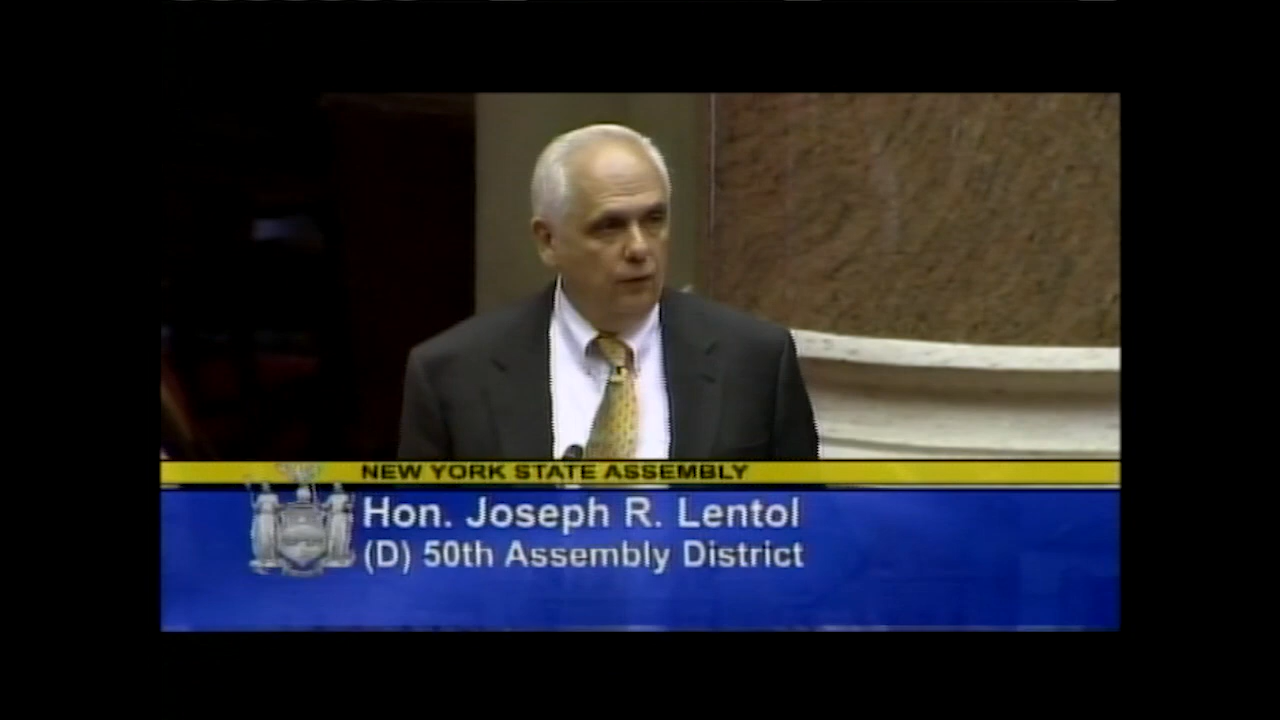 NEW YORK STATE ASSEMBLY
Hon. Joseph R. Lentol
(D) 50th Assembly District